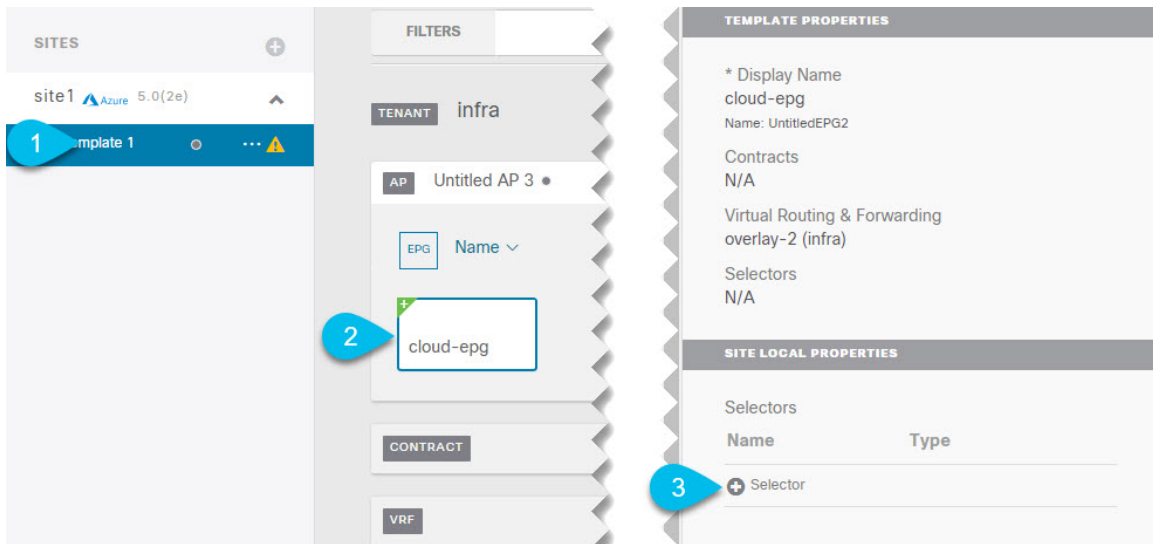 SITES
site1 Azure 5.0(2e)
1
mplate 1
FILTERS
TENANT infra
AP Untitled AP 3
EPG Name
2
cloud-epg
CONTRACT
VRF
TEMPLATE PROPERTIES
* Display Name
cloud-epg
Name: UntitledEPG2
Contracts
N/A
Virtual Routing & Forwarding
overlay-2 (infra)
Selectors
N/A
SITE LOCAL PROPERTIES
Selectors
Name Type
3
Selector